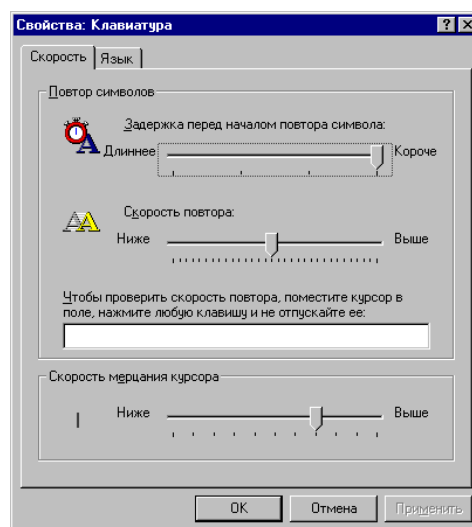 Свойства: Клавиатура
Скорость Язык
Повтор символов
Задержка перед началом повтора символа:
Длиннее Короче
Скорость повтора:
Ниже Выше
Чтобы проверить скорость повтора, поместите курсор в
поле, нажмите любую клавишу и не отпускайте ее:
Скорость мерцания курсора
Ниже Выше
OK Отмена Применить